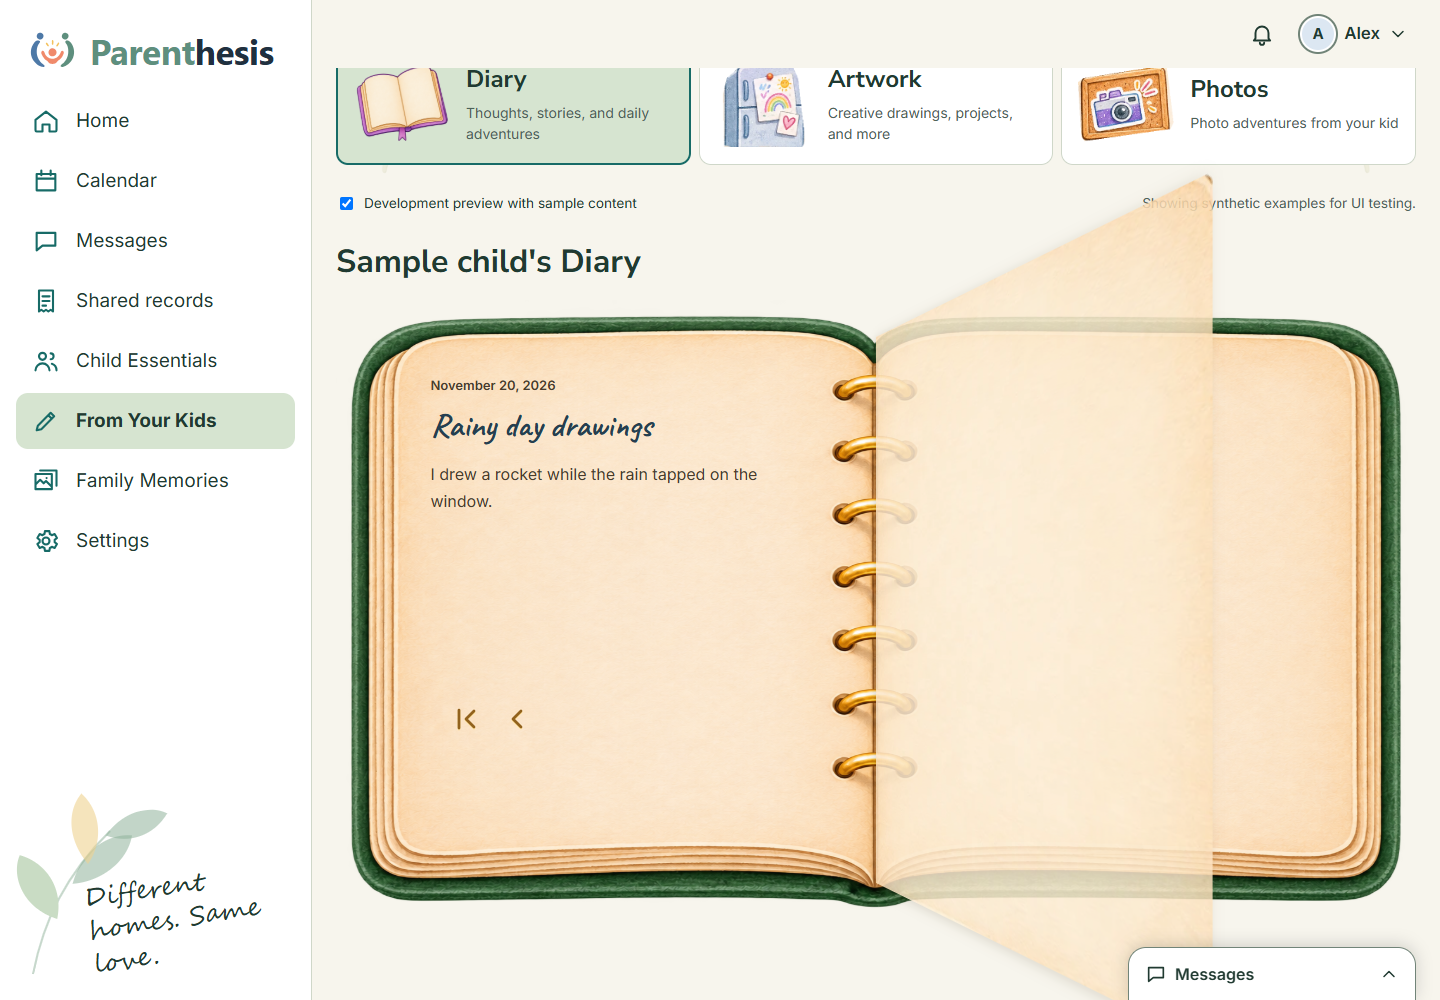 Parenthesis
A
Alex
Home
Calendar
Messages
Shared records
Child Essentials
From Your Kids
Family Memories
Settings
Different
homes. Same
love.
Diary
Thoughts, stories, and daily
adventures
Artwork
Creative drawings, projects,
and more
Photos
Photo adventures from your kid
Development preview with sample content
Showing synthetic examples for UI testing.
Sample child's Diary
November 20, 2026
Rainy day drawings
I drew a rocket while the rain tapped on the
window.
Messages